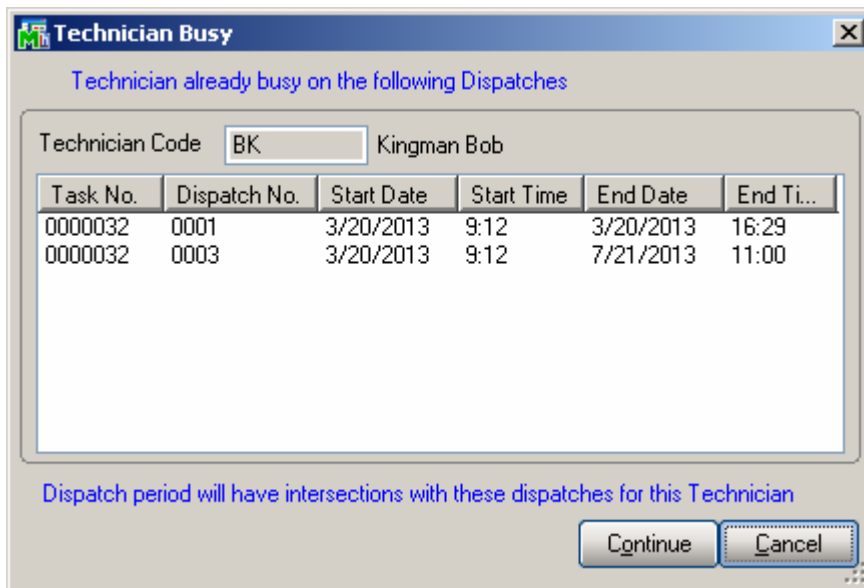 Technician Busy
Technician already busy on the following Dispatches
Technician Code BK Kingman Bob
Task No. Dispatch No. Start Date Start Time End Date End Ti...
0000032 0001 3/20/2013 9:12 3/20/2013 16:29
0000032 0003 3/20/2013 9:12 7/21/2013 11:00
Dispatch period will have intersections with these dispatches for this Technician
Continue Cancel